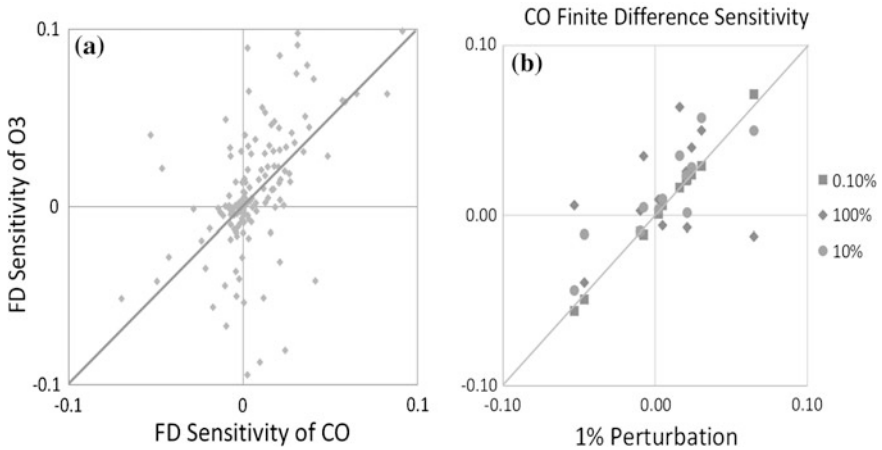 CO Finite Difference Sensitivity
(a)
0.1
0
-0.1
-0.1
0
0.1
FD Sensitivity of O3
FD Sensitivity of CO
(b)
0.10
0.00
-0.10
-0.10
0.00
0.10
1% Perturbation
0.10%
100%
10%